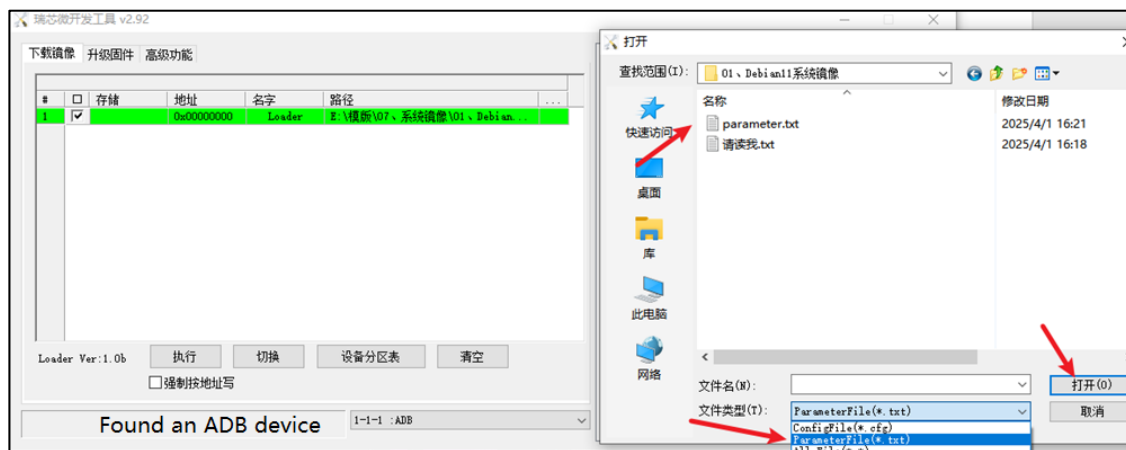 瑞芯微开发工具 v2.92
下载镜像 升级固件 高级功能
# 存储 地址 名字 路径 ...
1 0x00000000 Loader E:\模版\07、系统镜像\01、Debian...
Loader Ver:1.0b 执行 切换 设备分区表 清空
强制按地址写
Found an ADB device 1-1-1 :ADB
打开
查找范围(I): 01、Debian11系统镜像
名称 修改日期
parameter.txt 2025/4/1 16:21
请读我.txt 2025/4/1 16:18
快速访问
桌面
库
此电脑
网络
文件名(N): 打开(O)
文件类型(T): ParameterFile(*.txt) 取消
ConfigFile(*.cfg)
ParameterFile(*.txt)